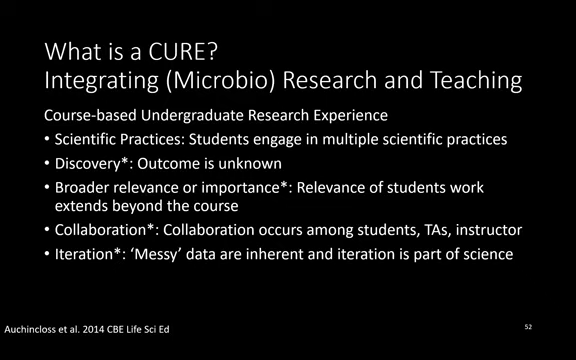 What is a CURE?
Integrating (Microbio) Research and Teaching
Course-based Undergraduate Research Experience
• Scientific Practices: Students engage in multiple scientific practices
• Discovery*: Outcome is unknown
• Broader relevance or importance*: Relevance of students work
extends beyond the course
• Collaboration*: Collaboration occurs among students, TAs, instructor
• Iteration*: ‘Messy’ data are inherent and iteration is part of science
Auchincloss et al. 2014 CBE Life Sci Ed
52